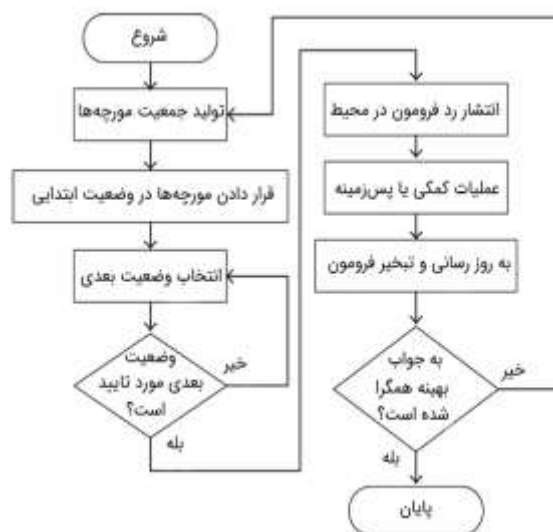 شروع
تولید جمعیت مورچه‌ها
قرار دادن مورچه‌ها در وضعیت ابتدایی
انتخاب وضعیت بعدی
وضعیت
بعدی مورد تایید
است؟
خیر
بله
انتشار رد فرومون در محیط
عملیات کمکی یا پس‌زمینه
به روز رسانی و تبخیر فرومون
به جواب
بهینه همگرا
شده است؟
خیر
بله
پایان